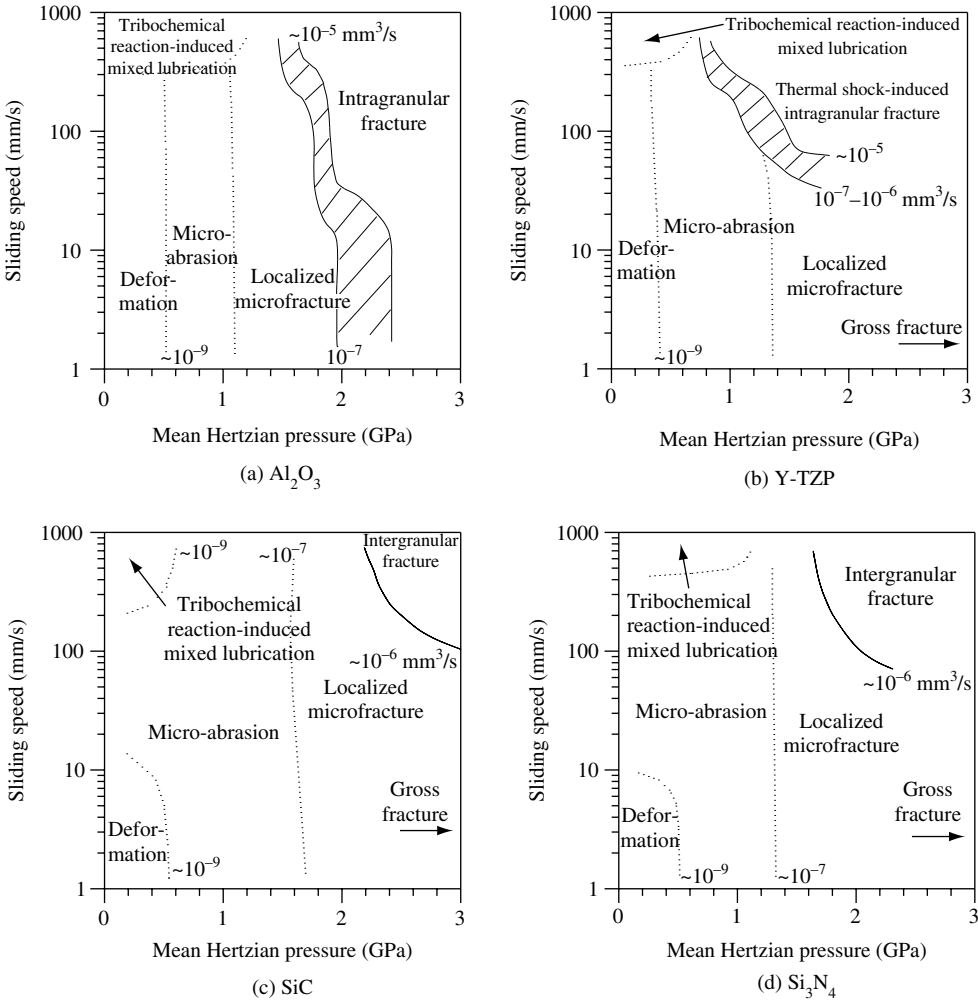 1000
100
10
1
Sliding speed (mm/s)
Tribochemical
reaction-induced
mixed lubrication
~10⁻⁵ mm³/s
Intragranular
fracture
Micro-
abrasion
Defor-
mation
Localized
microfracture
~10⁻⁹
10⁻⁷
0 1 2 3
Mean Hertzian pressure (GPa)
(a) Al₂O₃
1000
100
10
1
Sliding speed (mm/s)
Tribochemical reaction-induced
mixed lubrication
Thermal shock-induced
intragranular fracture
~10⁻⁵
10⁻⁷–10⁻⁶ mm³/s
Micro-abrasion
Defor-
mation
Localized
microfracture
Gross fracture
~10⁻⁹
0 1 2 3
Mean Hertzian pressure (GPa)
(b) Y-TZP
1000
100
10
1
Sliding speed (mm/s)
~10⁻⁹
~10⁻⁷
Intergranular
fracture
Tribochemical
reaction-induced
mixed lubrication
~10⁻⁶ mm³/s
Localized
microfracture
Micro-abrasion
Gross
fracture
Defor-
mation
~10⁻⁹
0 1 2 3
Mean Hertzian pressure (GPa)
(c) SiC
1000
100
10
1
Sliding speed (mm/s)
Intergranular
fracture
Tribochemical
reaction-induced
mixed lubrication
~10⁻⁶ mm³/s
Micro-abrasion
Localized
microfracture
Gross
fracture
Defor-
mation
~10⁻⁹
~10⁻⁷
0 1 2 3
Mean Hertzian pressure (GPa)
(d) Si₃N₄